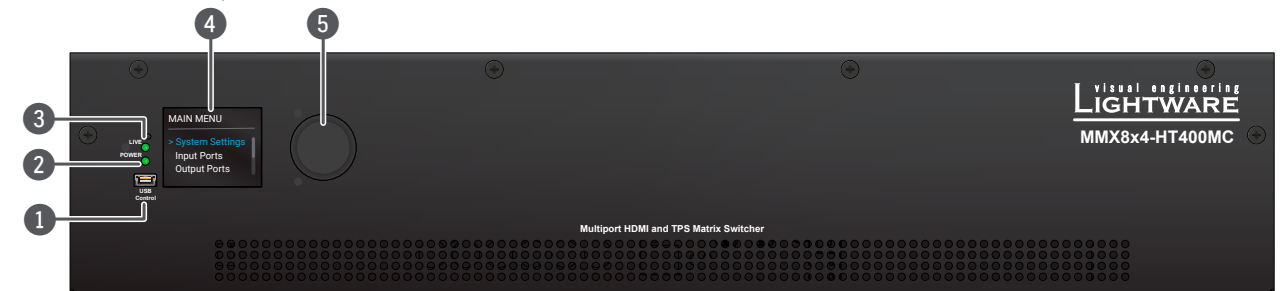 4
5
visual engineering
LIGHTWARE
MMX8x4-HT400MC
MAIN MENU
> System Settings
Input Ports
Output Ports
3
LIVE
2
POWER
USB
Control
1
Multiport HDMI and TPS Matrix Switcher